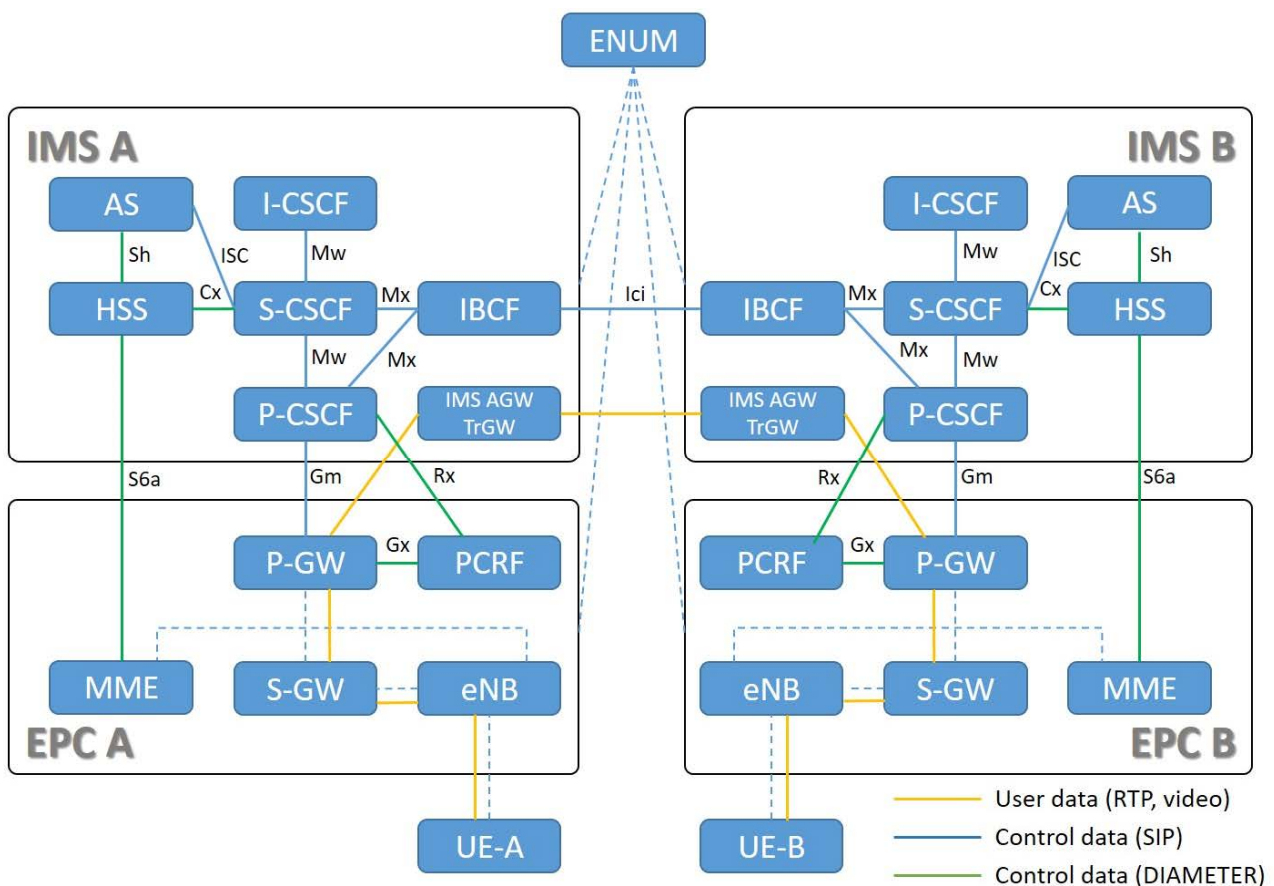 ENUM
IMS A
IMS B
AS
I-CSCF
I-CSCF
AS
Sh
ISC
Mw
Mw
ISC
Sh
HSS
Cx
S-CSCF
Mx
IBCF
Ici
IBCF
Mx
S-CSCF
Cx
HSS
Mw
Mx
Mx
Mw
P-CSCF
IMS AGW
TrGW
IMS AGW
TrGW
P-CSCF
S6a
Gm
Rx
Rx
Gm
S6a
P-GW
Gx
PCRF
PCRF
Gx
P-GW
MME
S-GW
eNB
eNB
S-GW
MME
EPC A
EPC B
UE-A
UE-B
User data (RTP, video)
Control data (SIP)
Control data (DIAMETER)